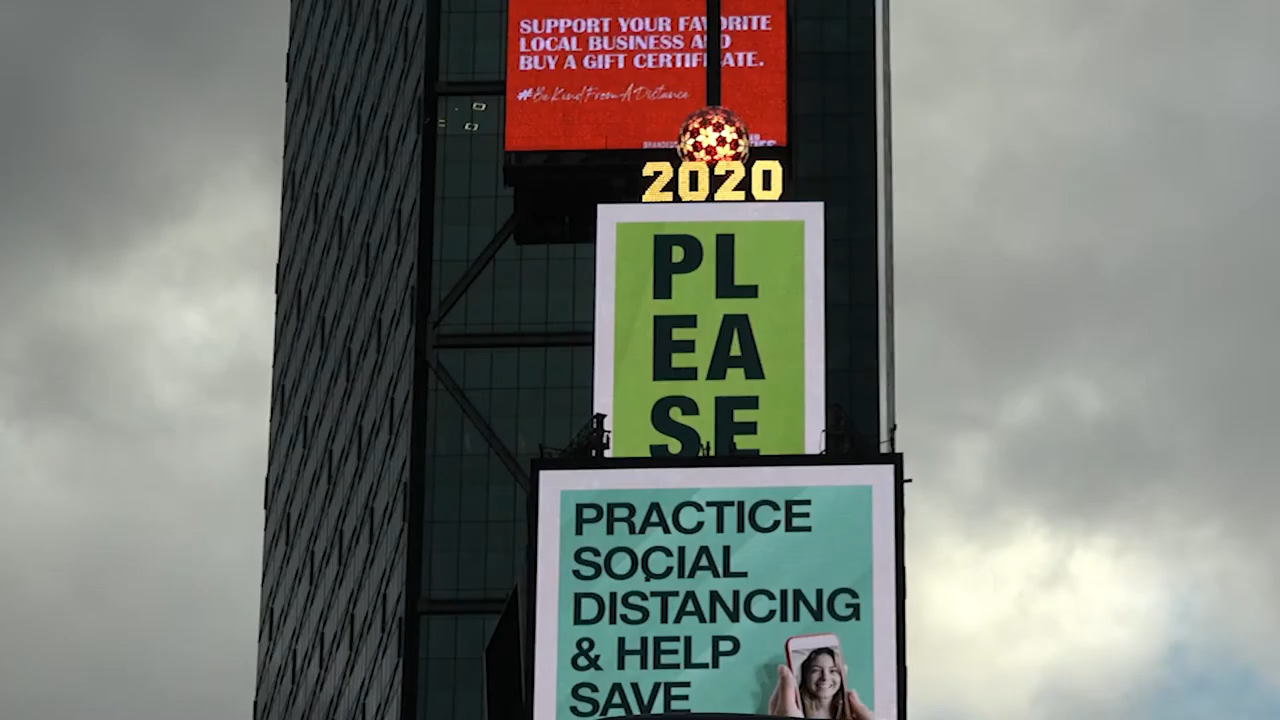 SUPPORT YOUR FAVORITE
LOCAL BUSINESS AND
BUY A GIFT CERTIFICATE.
#BeKindFromADistance
2020
PL
EA
SE
PRACTICE
SOCIAL
DISTANCING
& HELP
SAVE